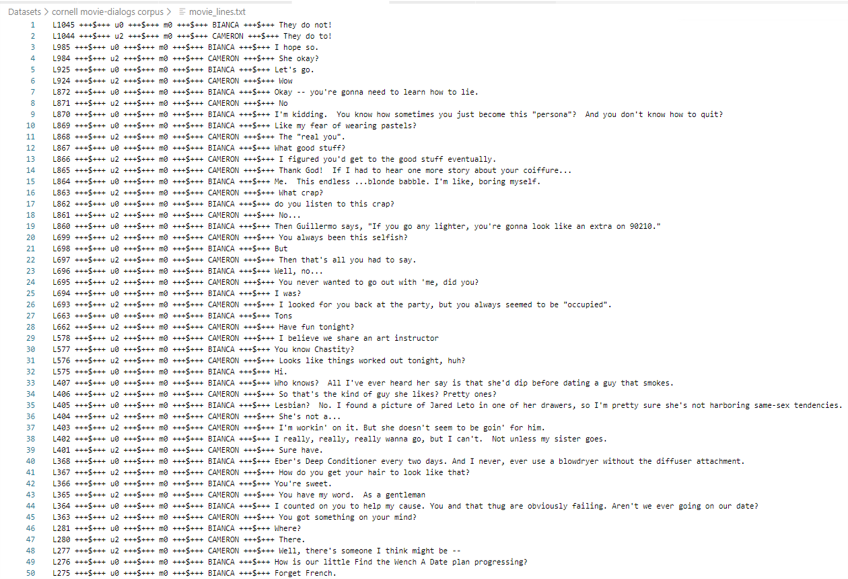 Datasets > cornell movie-dialogs corpus > movie_lines.txt
1 L1045 +++$+++ u0 +++$+++ m0 +++$+++ BIANCA +++$+++ They do not!
2 L1044 +++$+++ u2 +++$+++ m0 +++$+++ CAMERON +++$+++ They do to!
3 L985 +++$+++ u0 +++$+++ m0 +++$+++ BIANCA +++$+++ I hope so.
4 L984 +++$+++ u2 +++$+++ m0 +++$+++ CAMERON +++$+++ She okay?
5 L925 +++$+++ u0 +++$+++ m0 +++$+++ BIANCA +++$+++ Let's go.
6 L924 +++$+++ u2 +++$+++ m0 +++$+++ CAMERON +++$+++ Wow
7 L872 +++$+++ u0 +++$+++ m0 +++$+++ BIANCA +++$+++ Okay -- you're gonna need to learn how to lie.
8 L871 +++$+++ u2 +++$+++ m0 +++$+++ CAMERON +++$+++ No
9 L870 +++$+++ u0 +++$+++ m0 +++$+++ BIANCA +++$+++ I'm kidding.  You know how sometimes you just become this "persona"?  And you don't know how to quit?
10 L869 +++$+++ u0 +++$+++ m0 +++$+++ BIANCA +++$+++ Like my fear of wearing pastels?
11 L868 +++$+++ u2 +++$+++ m0 +++$+++ CAMERON +++$+++ The "real you".
12 L867 +++$+++ u0 +++$+++ m0 +++$+++ BIANCA +++$+++ What good stuff?
13 L866 +++$+++ u2 +++$+++ m0 +++$+++ CAMERON +++$+++ I figured you'd get to the good stuff eventually.
14 L865 +++$+++ u2 +++$+++ m0 +++$+++ CAMERON +++$+++ Thank God!  If I had to hear one more story about your coiffure...
15 L864 +++$+++ u0 +++$+++ m0 +++$+++ BIANCA +++$+++ Me.  This endless ...blonde babble. I'm like, boring myself.
16 L863 +++$+++ u2 +++$+++ m0 +++$+++ CAMERON +++$+++ What crap?
17 L862 +++$+++ u0 +++$+++ m0 +++$+++ BIANCA +++$+++ do you listen to this crap?
18 L861 +++$+++ u2 +++$+++ m0 +++$+++ CAMERON +++$+++ No...
19 L860 +++$+++ u0 +++$+++ m0 +++$+++ BIANCA +++$+++ Then Guillermo says, "If you go any lighter, you're gonna look like an extra on 90210."
20 L699 +++$+++ u2 +++$+++ m0 +++$+++ CAMERON +++$+++ You always been this selfish?
21 L698 +++$+++ u0 +++$+++ m0 +++$+++ BIANCA +++$+++ But
22 L697 +++$+++ u2 +++$+++ m0 +++$+++ CAMERON +++$+++ Then that's all you had to say.
23 L696 +++$+++ u0 +++$+++ m0 +++$+++ BIANCA +++$+++ Well, no...
24 L695 +++$+++ u2 +++$+++ m0 +++$+++ CAMERON +++$+++ You never wanted to go out with 'me, did you?
25 L694 +++$+++ u0 +++$+++ m0 +++$+++ BIANCA +++$+++ I was?
26 L693 +++$+++ u2 +++$+++ m0 +++$+++ CAMERON +++$+++ I looked for you back at the party, but you always seemed to be "occupied".
27 L663 +++$+++ u0 +++$+++ m0 +++$+++ BIANCA +++$+++ Tons
28 L662 +++$+++ u2 +++$+++ m0 +++$+++ CAMERON +++$+++ Have fun tonight?
29 L578 +++$+++ u2 +++$+++ m0 +++$+++ CAMERON +++$+++ I believe we share an art instructor
30 L577 +++$+++ u0 +++$+++ m0 +++$+++ BIANCA +++$+++ You know Chastity?
31 L576 +++$+++ u2 +++$+++ m0 +++$+++ CAMERON +++$+++ Looks like things worked out tonight, huh?
32 L575 +++$+++ u0 +++$+++ m0 +++$+++ BIANCA +++$+++ Hi.
33 L407 +++$+++ u0 +++$+++ m0 +++$+++ BIANCA +++$+++ Who knows?  All I've ever heard her say is that she'd dip before dating a guy that smokes.
34 L406 +++$+++ u2 +++$+++ m0 +++$+++ CAMERON +++$+++ So that's the kind of guy she likes? Pretty ones?
35 L405 +++$+++ u0 +++$+++ m0 +++$+++ BIANCA +++$+++ Lesbian?  No. I found a picture of Jared Leto in one of her drawers, so I'm pretty sure she's not harboring same-sex tendencies.
36 L404 +++$+++ u2 +++$+++ m0 +++$+++ CAMERON +++$+++ She's not a...
37 L403 +++$+++ u2 +++$+++ m0 +++$+++ CAMERON +++$+++ I'm workin' on it. But she doesn't seem to be goin' for him.
38 L402 +++$+++ u0 +++$+++ m0 +++$+++ BIANCA +++$+++ I really, really, really wanna go, but I can't.  Not unless my sister goes.
39 L401 +++$+++ u2 +++$+++ m0 +++$+++ CAMERON +++$+++ Sure have.
40 L368 +++$+++ u0 +++$+++ m0 +++$+++ BIANCA +++$+++ Eber's Deep Conditioner every two days. And I never, ever use a blowdryer without the diffuser attachment.
41 L367 +++$+++ u2 +++$+++ m0 +++$+++ CAMERON +++$+++ How do you get your hair to look like that?
42 L366 +++$+++ u0 +++$+++ m0 +++$+++ BIANCA +++$+++ You're sweet.
43 L365 +++$+++ u2 +++$+++ m0 +++$+++ CAMERON +++$+++ You have my word.  As a gentleman
44 L364 +++$+++ u0 +++$+++ m0 +++$+++ BIANCA +++$+++ I counted on you to help my cause. You and that thug are obviously failing. Aren't we ever going on our date?
45 L363 +++$+++ u2 +++$+++ m0 +++$+++ CAMERON +++$+++ You got something on your mind?
46 L281 +++$+++ u0 +++$+++ m0 +++$+++ BIANCA +++$+++ Where?
47 L280 +++$+++ u2 +++$+++ m0 +++$+++ CAMERON +++$+++ There.
48 L277 +++$+++ u2 +++$+++ m0 +++$+++ CAMERON +++$+++ Well, there's someone I think might be --
49 L276 +++$+++ u0 +++$+++ m0 +++$+++ BIANCA +++$+++ How is our little Find the Wench A Date plan progressing?
50 L275 +++$+++ u0 +++$+++ m0 +++$+++ BIANCA +++$+++ Forget French.